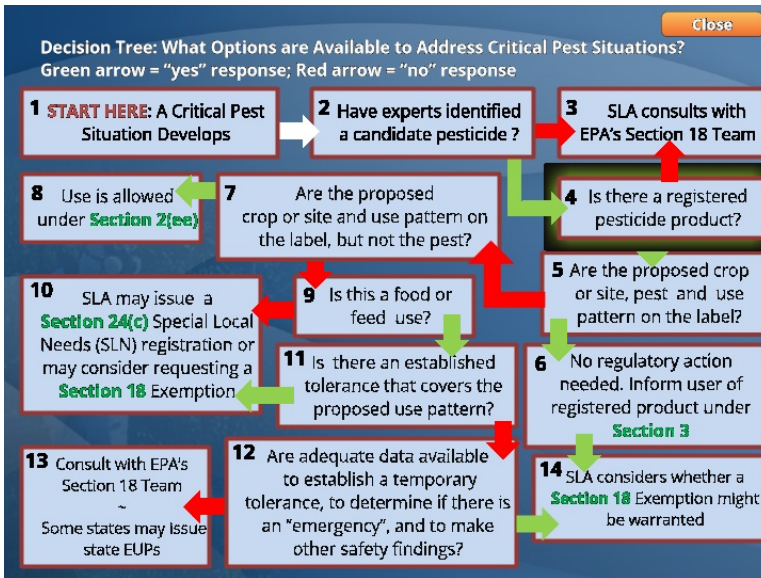 Close
Decision Tree: What Options are Available to Address Critical Pest Situations?
Green arrow = “yes” response; Red arrow = “no” response
1 START HERE: A Critical Pest
Situation Develops
2 Have experts identified
a candidate pesticide ?
3 SLA consults with
EPA’s Section 18 Team
4 Is there a registered
pesticide product?
5 Are the proposed crop
or site, pest and use
pattern on the label?
6 No regulatory action
needed. Inform user of
registered product under
Section 3
7 Are the proposed
crop or site and use pattern on
the label, but not the pest?
8 Use is allowed
under Section 2(ee)
9 Is this a food or
feed use?
10 SLA may issue a
Section 24(c) Special Local
Needs (SLN) registration or
may consider requesting a
Section 18 Exemption
11 Is there an established
tolerance that covers the
proposed use pattern?
12 Are adequate data available
to establish a temporary
tolerance, to determine if there is
an “emergency”, and to make
other safety findings?
13 Consult with EPA’s
Section 18 Team
~
Some states may issue
state EUPs
14 SLA considers whether a
Section 18 Exemption might
be warranted